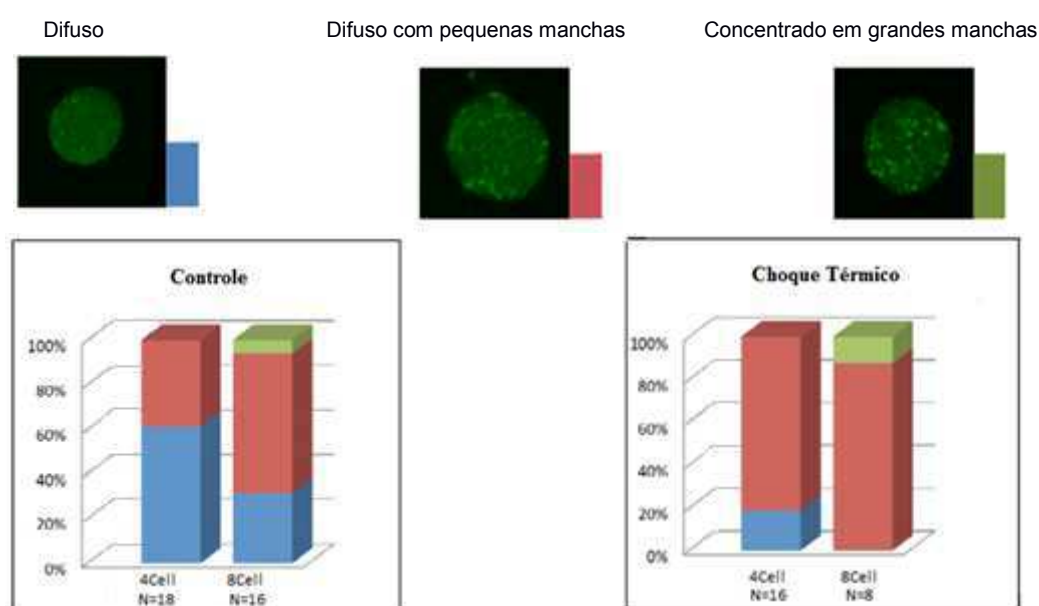 Difuso
Difuso com pequenas manchas
Concentrado em grandes manchas
Controle
100%
80%
60%
40%
20%
0%
4Cell
N=18
8Cell
N=16
Choque Térmico
100%
80%
60%
40%
20%
0%
4Cell
N=16
8Cell
N=8